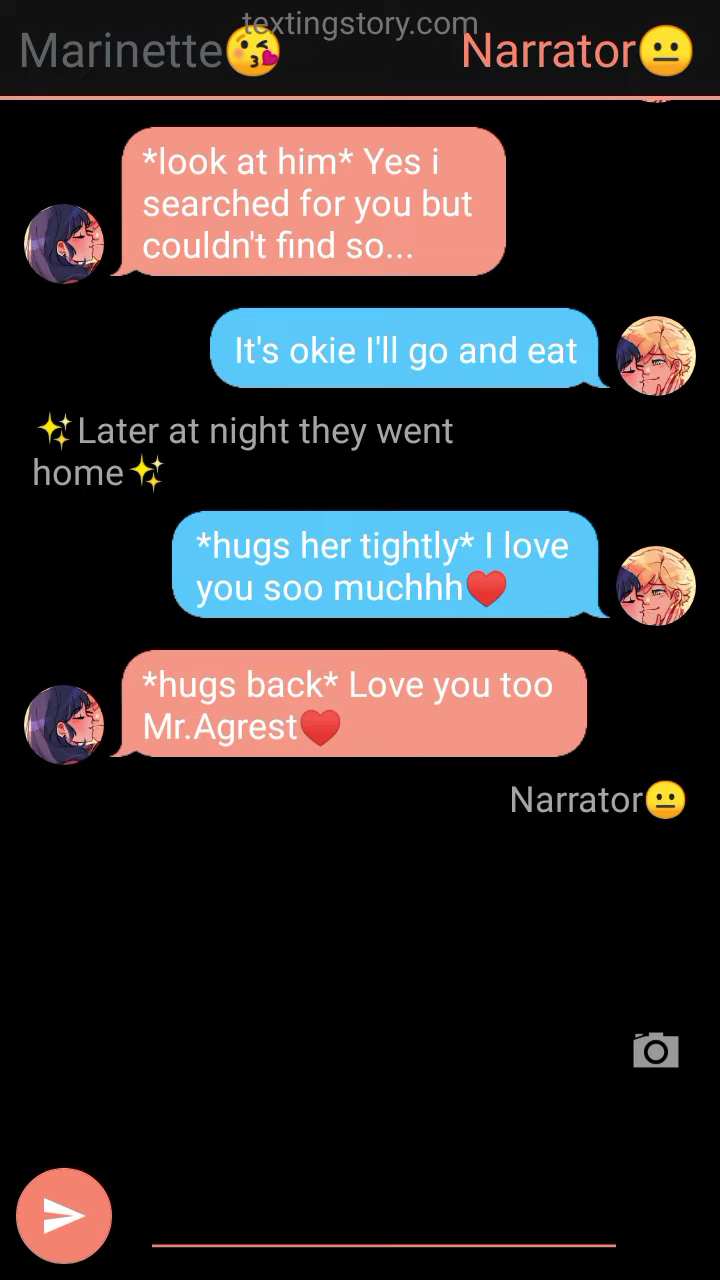 textingstory.com
Marinette😘 Narrator😐
*look at him* Yes i
searched for you but
couldn't find so...
It's okie I'll go and eat
✨Later at night they went
home✨
*hugs her tightly* I love
you soo muchhh♥️
*hugs back* Love you too
Mr.Agrest♥️
Narrator😐